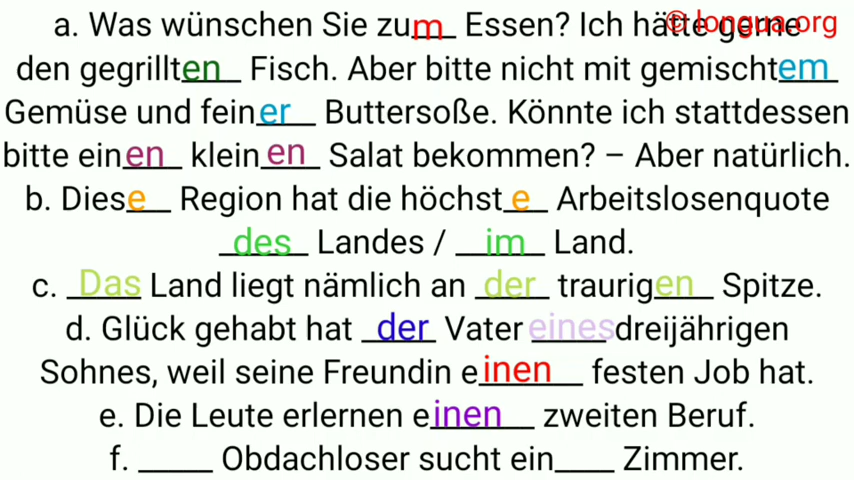 © longua.org
a. Was wünschen Sie zum Essen? Ich hätte gerne
den gegrillten Fisch. Aber bitte nicht mit gemischtem
Gemüse und feiner Buttersoße. Könnte ich stattdessen
bitte einen kleinen Salat bekommen? – Aber natürlich.
b. Diese Region hat die höchste Arbeitslosenquote
des Landes / im Land.
c. Das Land liegt nämlich an der traurigen Spitze.
d. Glück gehabt hat der Vater eines dreijährigen
Sohnes, weil seine Freundin einen festen Job hat.
e. Die Leute erlernen einen zweiten Beruf.
f. _____ Obdachloser sucht ein____ Zimmer.